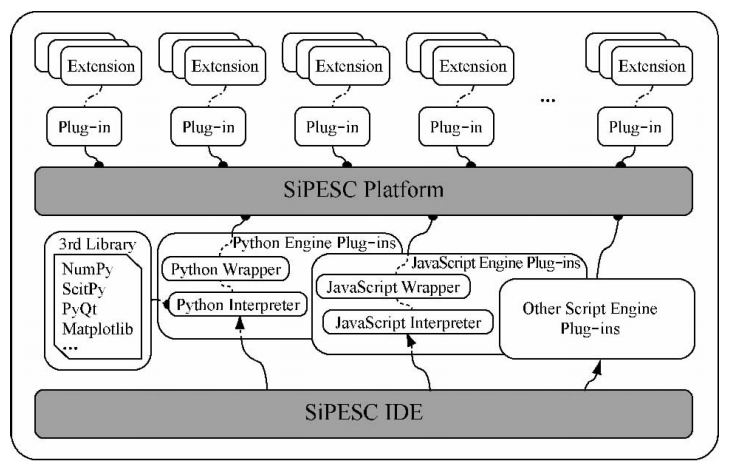 Extension Extension Extension Extension Extension
...
Plug-in Plug-in Plug-in Plug-in Plug-in
SiPESC Platform
3rd Library
NumPy
ScitPy
PyQt
Matplotlib
...
Python Engine Plug-ins
Python Wrapper
Python Interpreter
JavaScript Engine Plug-ins
JavaScript Wrapper
JavaScript Interpreter
Other Script Engine
Plug-ins
SiPESC IDE